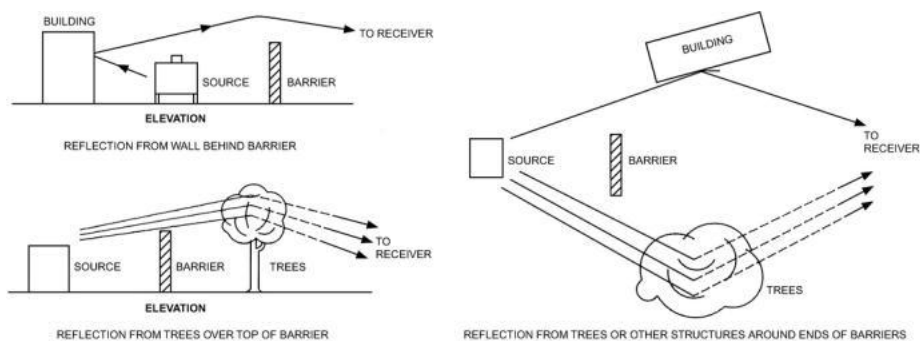 BUILDING
TO RECEIVER
SOURCE
BARRIER
ELEVATION
REFLECTION FROM WALL BEHIND BARRIER
TO
RECEIVER
SOURCE
BARRIER
TREES
ELEVATION
REFLECTION FROM TREES OVER TOP OF BARRIER
BUILDING
TO
RECEIVER
SOURCE
BARRIER
TREES
REFLECTION FROM TREES OR OTHER STRUCTURES AROUND ENDS OF BARRIERS